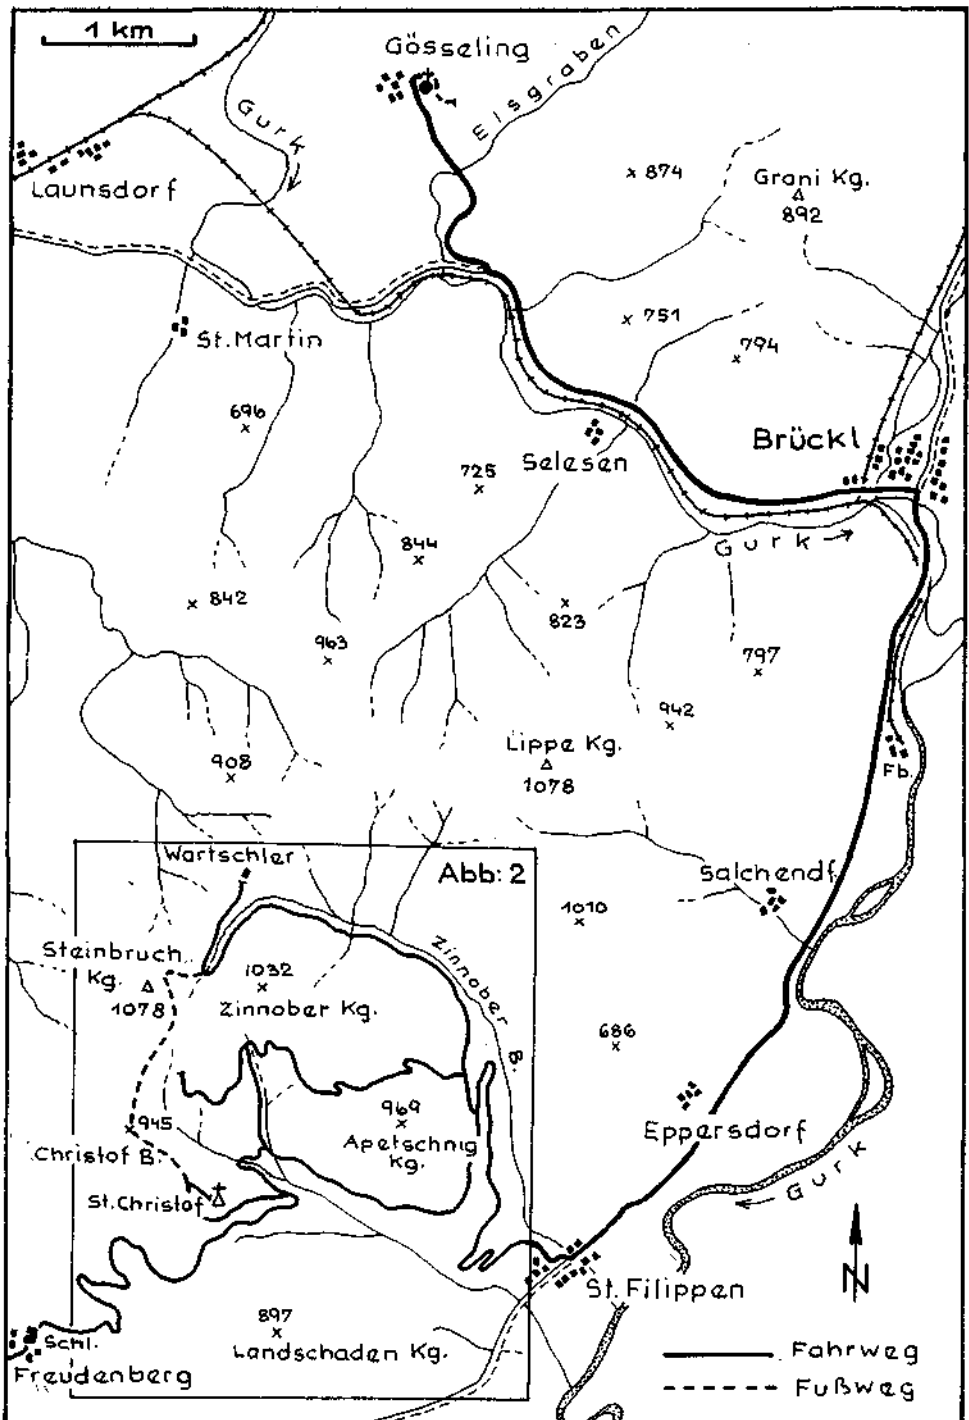 1 km
Gösseling
Elsgraben
Gurk
Launsdorf
874
Grani Kg.
892
St. Martin
751
794
696
Brückl
Selesen
725
Gurk
844
842
823
963
797
942
Lippe Kg.
1078
908
Fb.
Wartschler
Abb: 2
Salchendf.
1010
Steinbruch
Kg.
1078
Zinnober B.
1032
Zinnober Kg.
686
969
945
Apetschnig
Kg.
Eppersdorf
Christof B.
Gurk
St. Christof
N
St. Filippen
897
Schl.
Landschaden Kg.
Freudenberg
Fahrweg
Fußweg